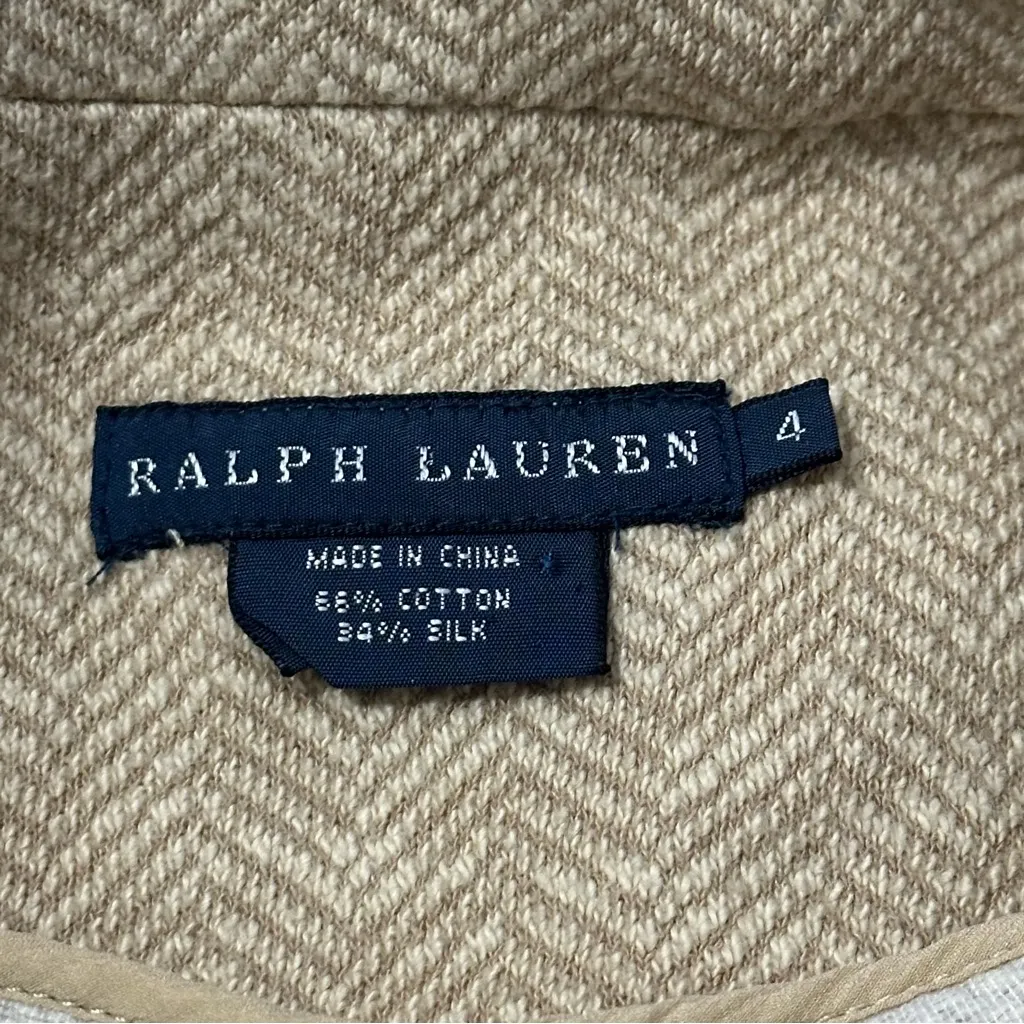 RALPH LAUREN
4
MADE IN CHINA
66% COTTON
34% SILK